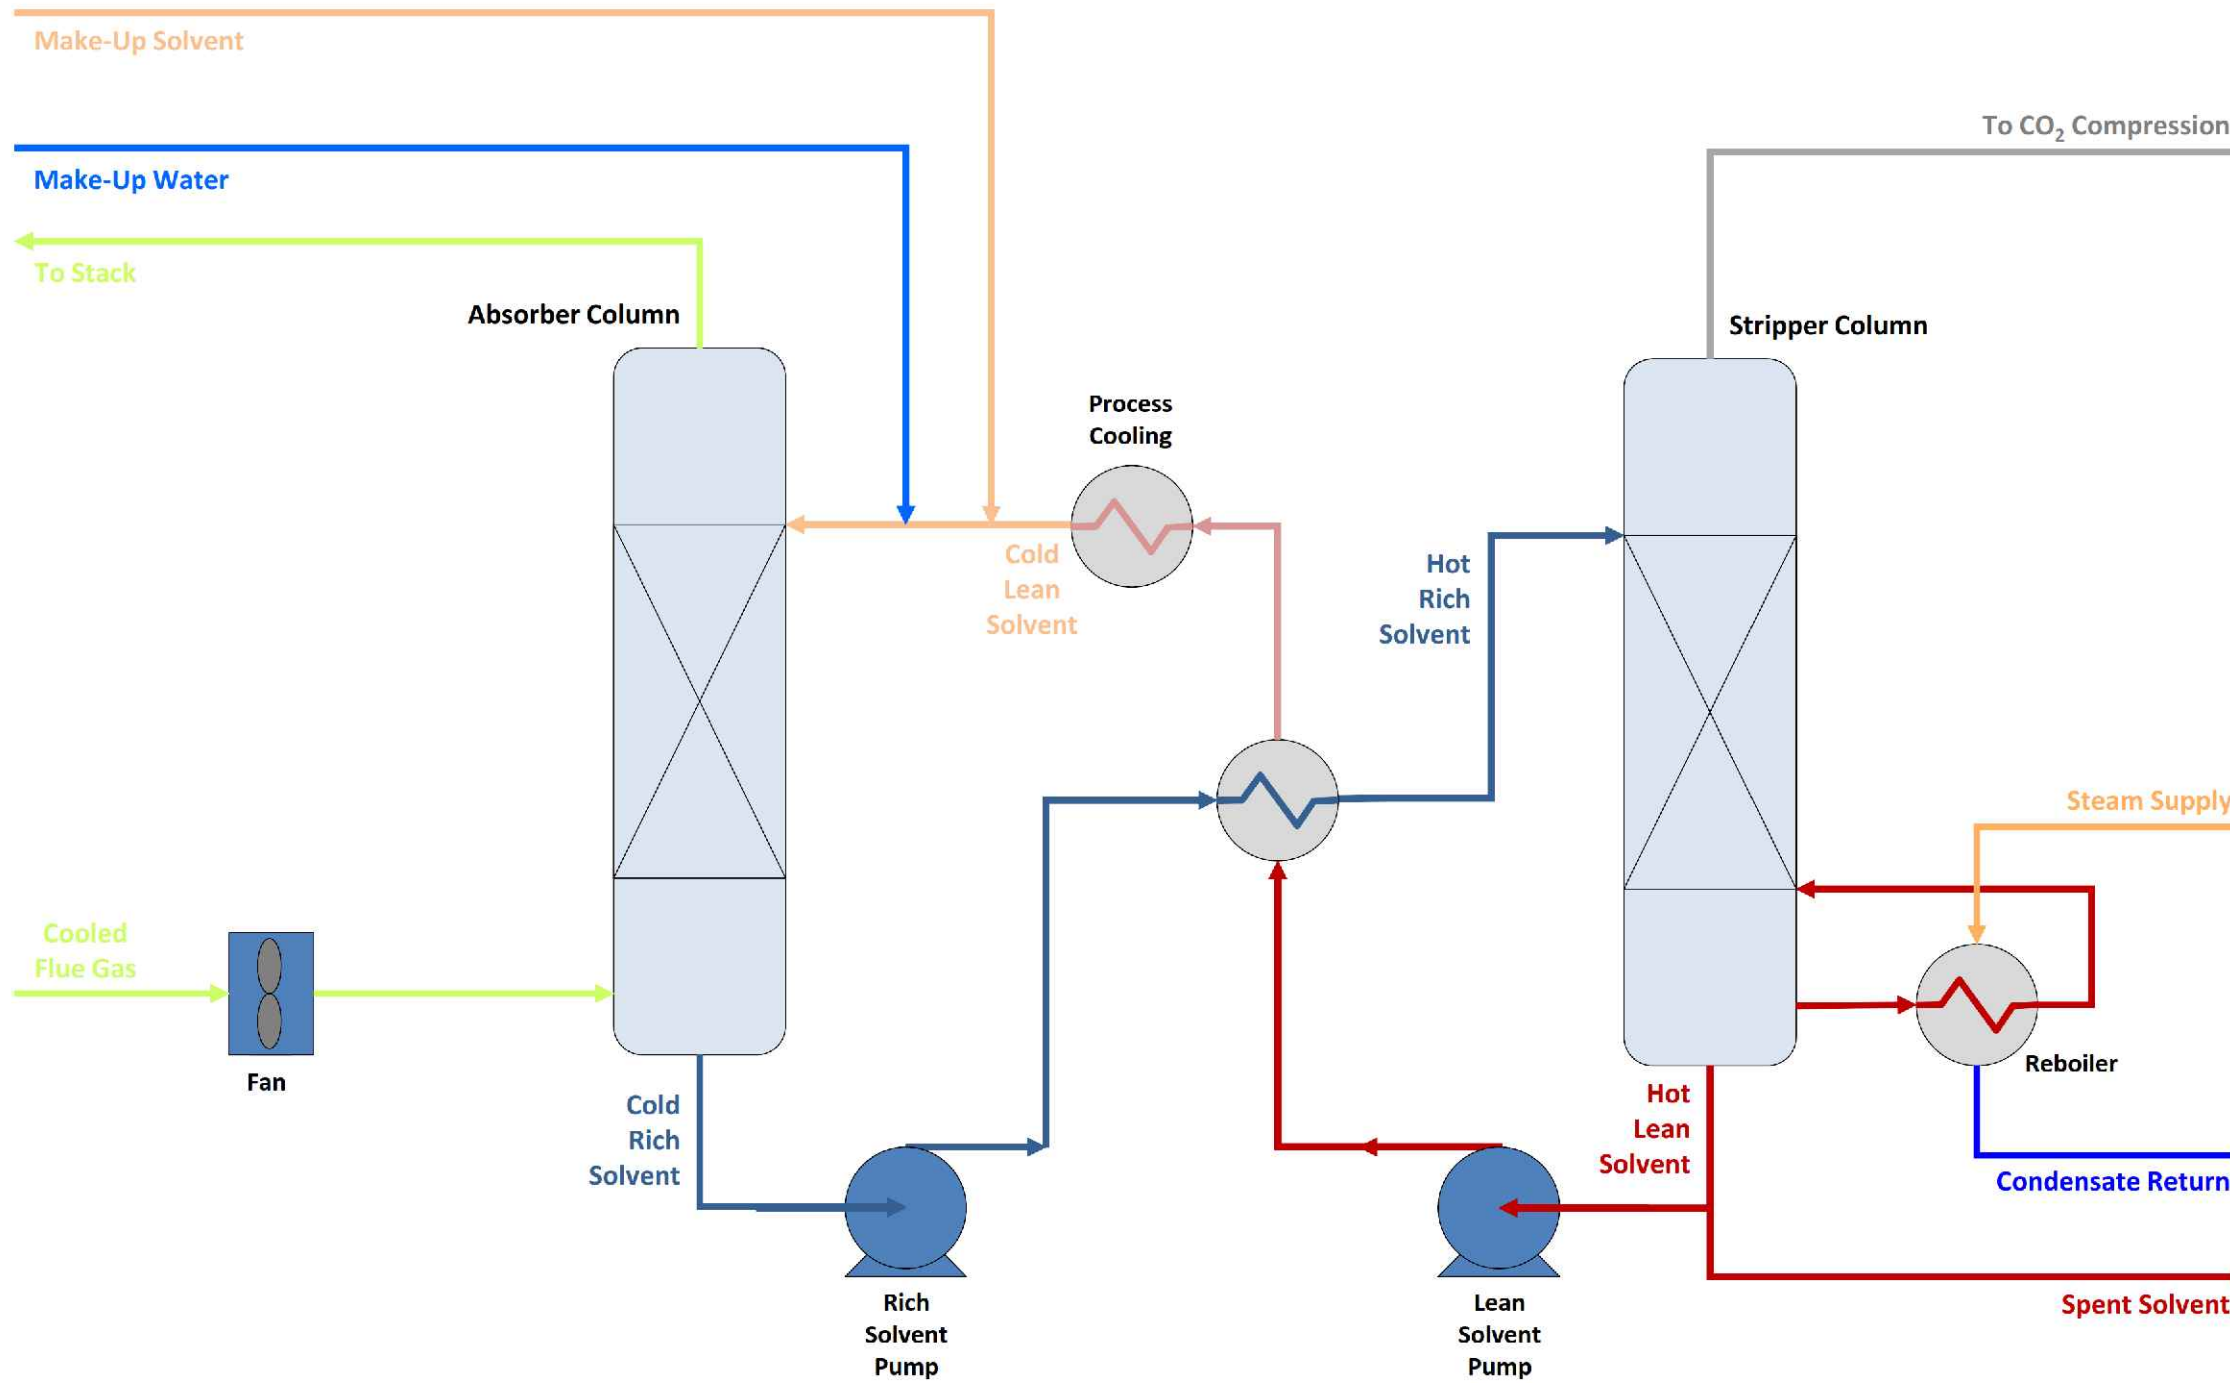 Make-Up Solvent
To CO₂ Compression
Make-Up Water
To Stack
Absorber Column
Stripper Column
Process
Cooling
Cold
Lean
Solvent
Hot
Rich
Solvent
Steam Supply
Cooled
Flue Gas
Fan
Reboiler
Cold
Rich
Solvent
Hot
Lean
Solvent
Condensate Return
Rich
Solvent
Pump
Lean
Solvent
Pump
Spent Solvent